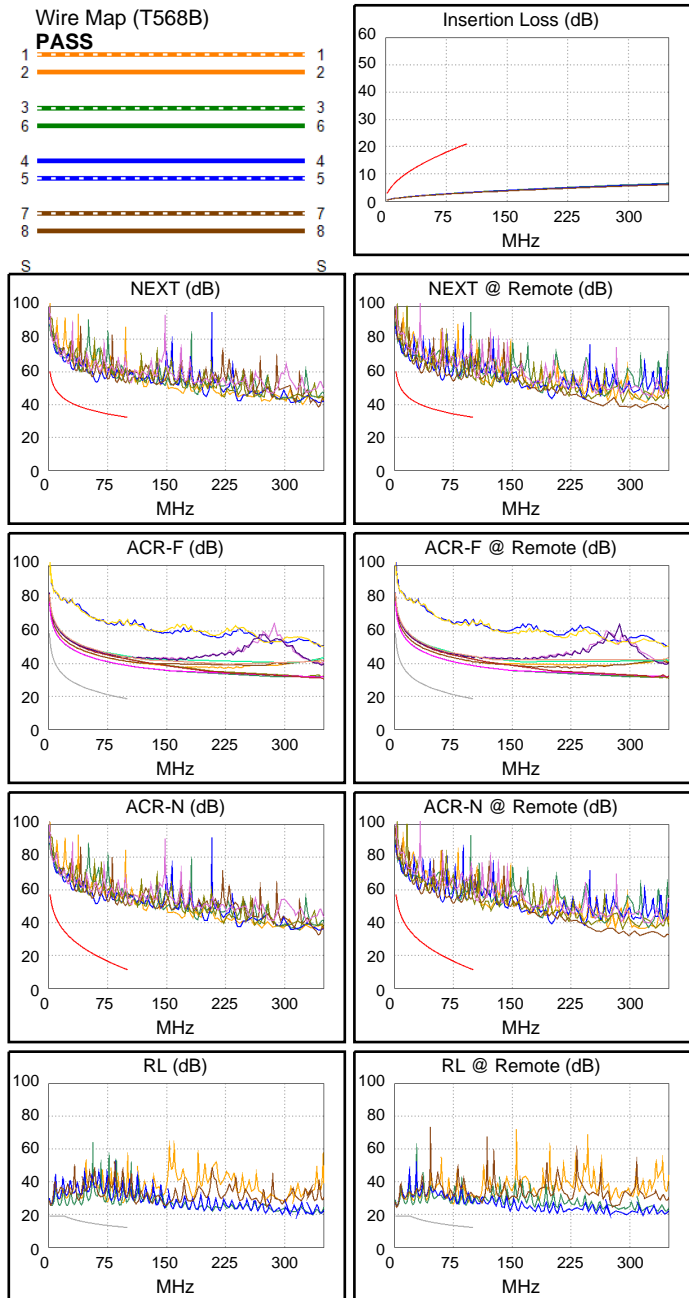 Wire Map (T568B)
PASS
1 1
2 2
3 3
6 6
4 4
5 5
7 7
8 8
S S
Insertion Loss (dB)
60
50
40
30
20
10
0
0 75 150 225 300
MHz
NEXT (dB)
100
80
60
40
20
0
0 75 150 225 300
MHz
NEXT @ Remote (dB)
100
80
60
40
20
0
0 75 150 225 300
MHz
ACR-F (dB)
100
80
60
40
20
0
0 75 150 225 300
MHz
ACR-F @ Remote (dB)
100
80
60
40
20
0
0 75 150 225 300
MHz
ACR-N (dB)
100
80
60
40
20
0
0 75 150 225 300
MHz
ACR-N @ Remote (dB)
100
80
60
40
20
0
0 75 150 225 300
MHz
RL (dB)
100
80
60
40
20
0
0 75 150 225 300
MHz
RL @ Remote (dB)
100
80
60
40
20
0
0 75 150 225 300
MHz